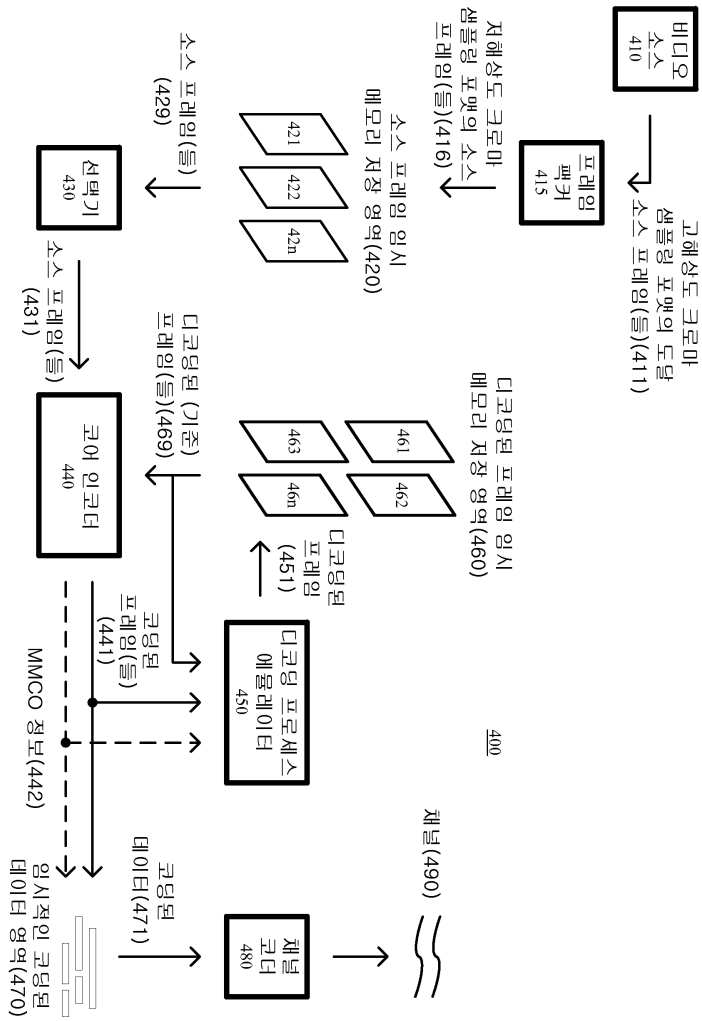 400
비디오
소스
410
고해상도 크로마
샘플링 포맷의 도달
소스 프레임(들)(411)
프레임
팩커
415
저해상도 크로마
샘플링 포맷의 소스
프레임(들)(416)
소스 프레임 임시
메모리 저장 영역(420)
421
422
42n
소스 프레임(들)
(429)
선택기
430
소스 프레임(들)
(431)
디코딩된 프레임 임시
메모리 저장 영역(460)
461
462
463
46n
디코딩된 (기준)
프레임(들)(469)
코어 인코더
440
디코딩된
프레임
(451)
디코딩 프로세스
에뮬레이터
450
코딩된
프레임(들)
(441)
MMCO 정보(442)
임시적인 코딩된
데이터 영역(470)
코딩된
데이터(471)
채널
코더
480
채널(490)